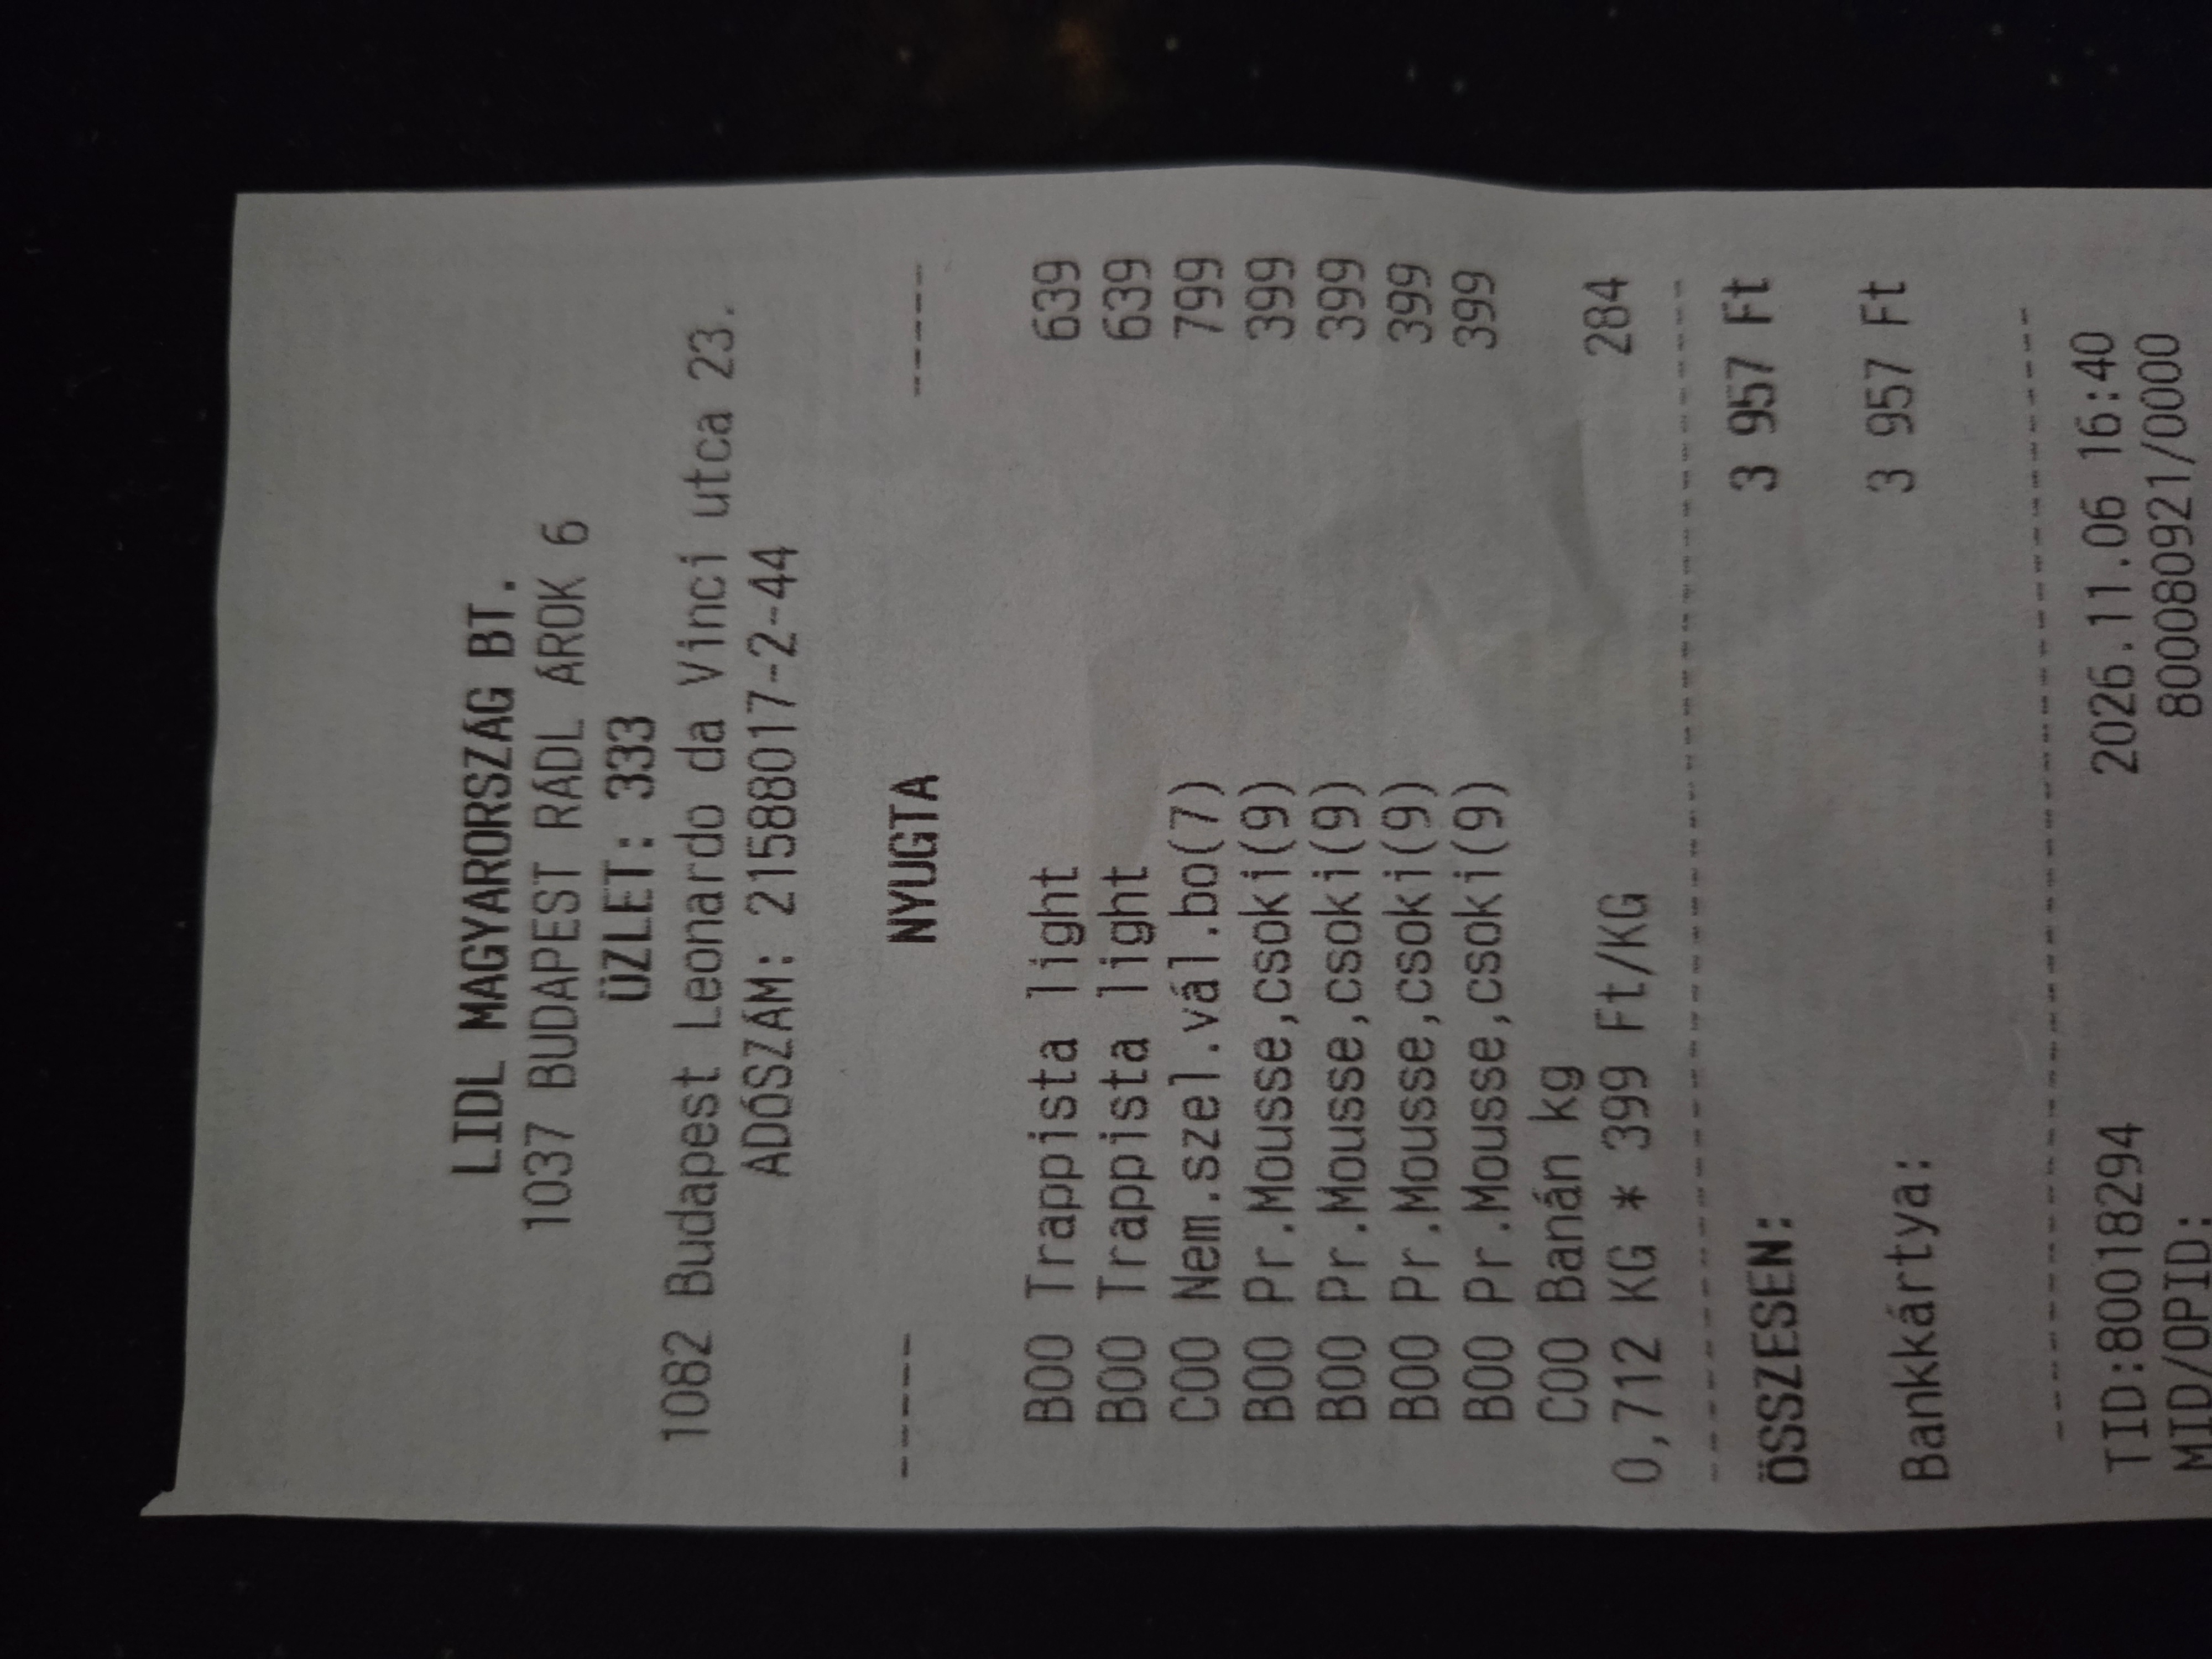 LIDL MAGYARORSZÁG BT.
1037 BUDAPEST RÁDL ÁROK 6
ÜZLET: 333
1082 Budapest Leonardo da Vinci utca 23.
ADÓSZÁM: 21588017-2-44
----- NYUGTA -----
B00 Trappista light 639
B00 Trappista light 639
C00 Nem.szel.vál.bo(7) 799
B00 Pr.Mousse,csoki(9) 399
B00 Pr.Mousse,csoki(9) 399
B00 Pr.Mousse,csoki(9) 399
B00 Pr.Mousse,csoki(9) 399
C00 Banán kg
0,712 KG * 399 Ft/KG 284
ÖSSZESEN: 3 957 Ft
Bankkártya: 3 957 Ft
TID:80018294 2026.11.06 16:40
MID/OPID: 800080921/0000